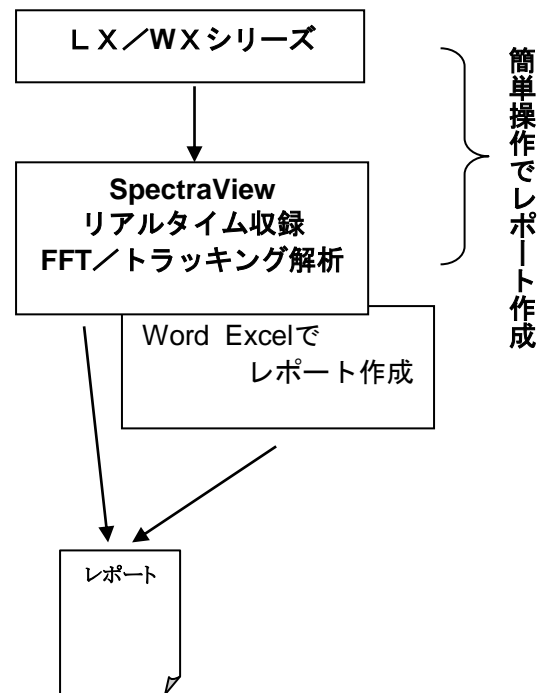 ＬＸ／WＸシリーズ
SpectraView
リアルタイム収録
FFT／トラッキング解析
Word Excelで
レポート作成
レポート
簡単操作でレポート作成